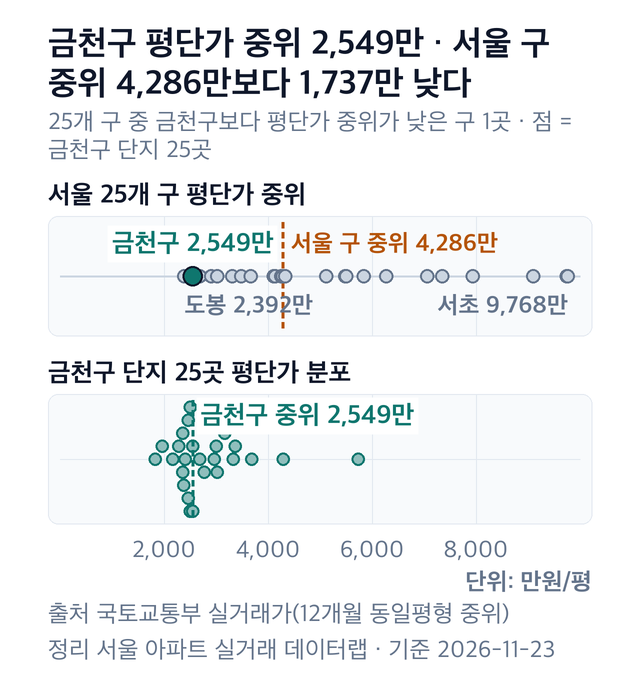 금천구 평단가 중위 2,549만 · 서울 구
중위 4,286만보다 1,737만 낮다
25개 구 중 금천구보다 평단가 중위가 낮은 구 1곳 · 점 =
금천구 단지 25곳
서울 25개 구 평단가 중위
금천구 2,549만
서울 구 중위 4,286만
도봉 2,392만
서초 9,768만
금천구 단지 25곳 평단가 분포
금천구 중위 2,549만
2,000 4,000 6,000 8,000
단위: 만원/평
출처 국토교통부 실거래가(12개월 동일평형 중위)
정리 서울 아파트 실거래 데이터랩 · 기준 2026-11-23